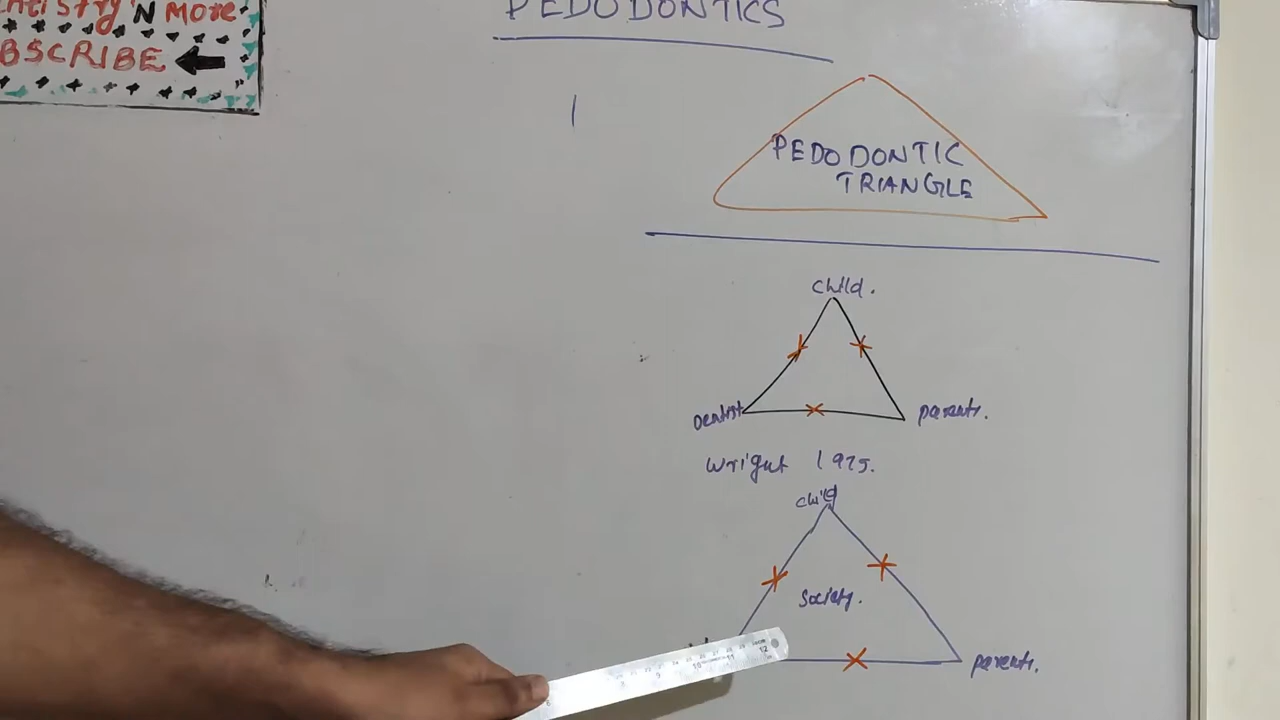 'N MORe
BSCRIBE
PEDODONTICS
PEDODONTIC
TRIANGLE
child.
Dentist
parents.
Wright 1975.
child
Society.
parents.